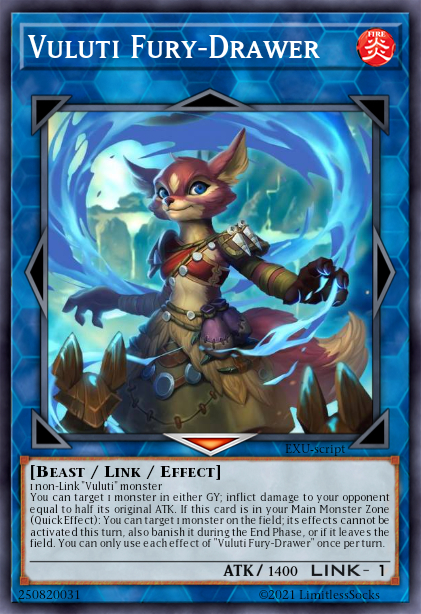 Vuluti Fury-Drawer
FIRE
炎
EXU-script
[Beast / Link / Effect]
1 non-Link "Vuluti" monster
You can target 1 monster in either GY; inflict damage to your opponent
equal to half its original ATK. If this card is in your Main Monster Zone
(Quick Effect): You can target 1 monster on the field; its effects cannot be
activated this turn, also banish it during the End Phase, or if it leaves the
field. You can only use each effect of "Vuluti Fury-Drawer" once per turn.
ATK / 1400 LINK- 1
250820031 ©2021 LimitlessSocks